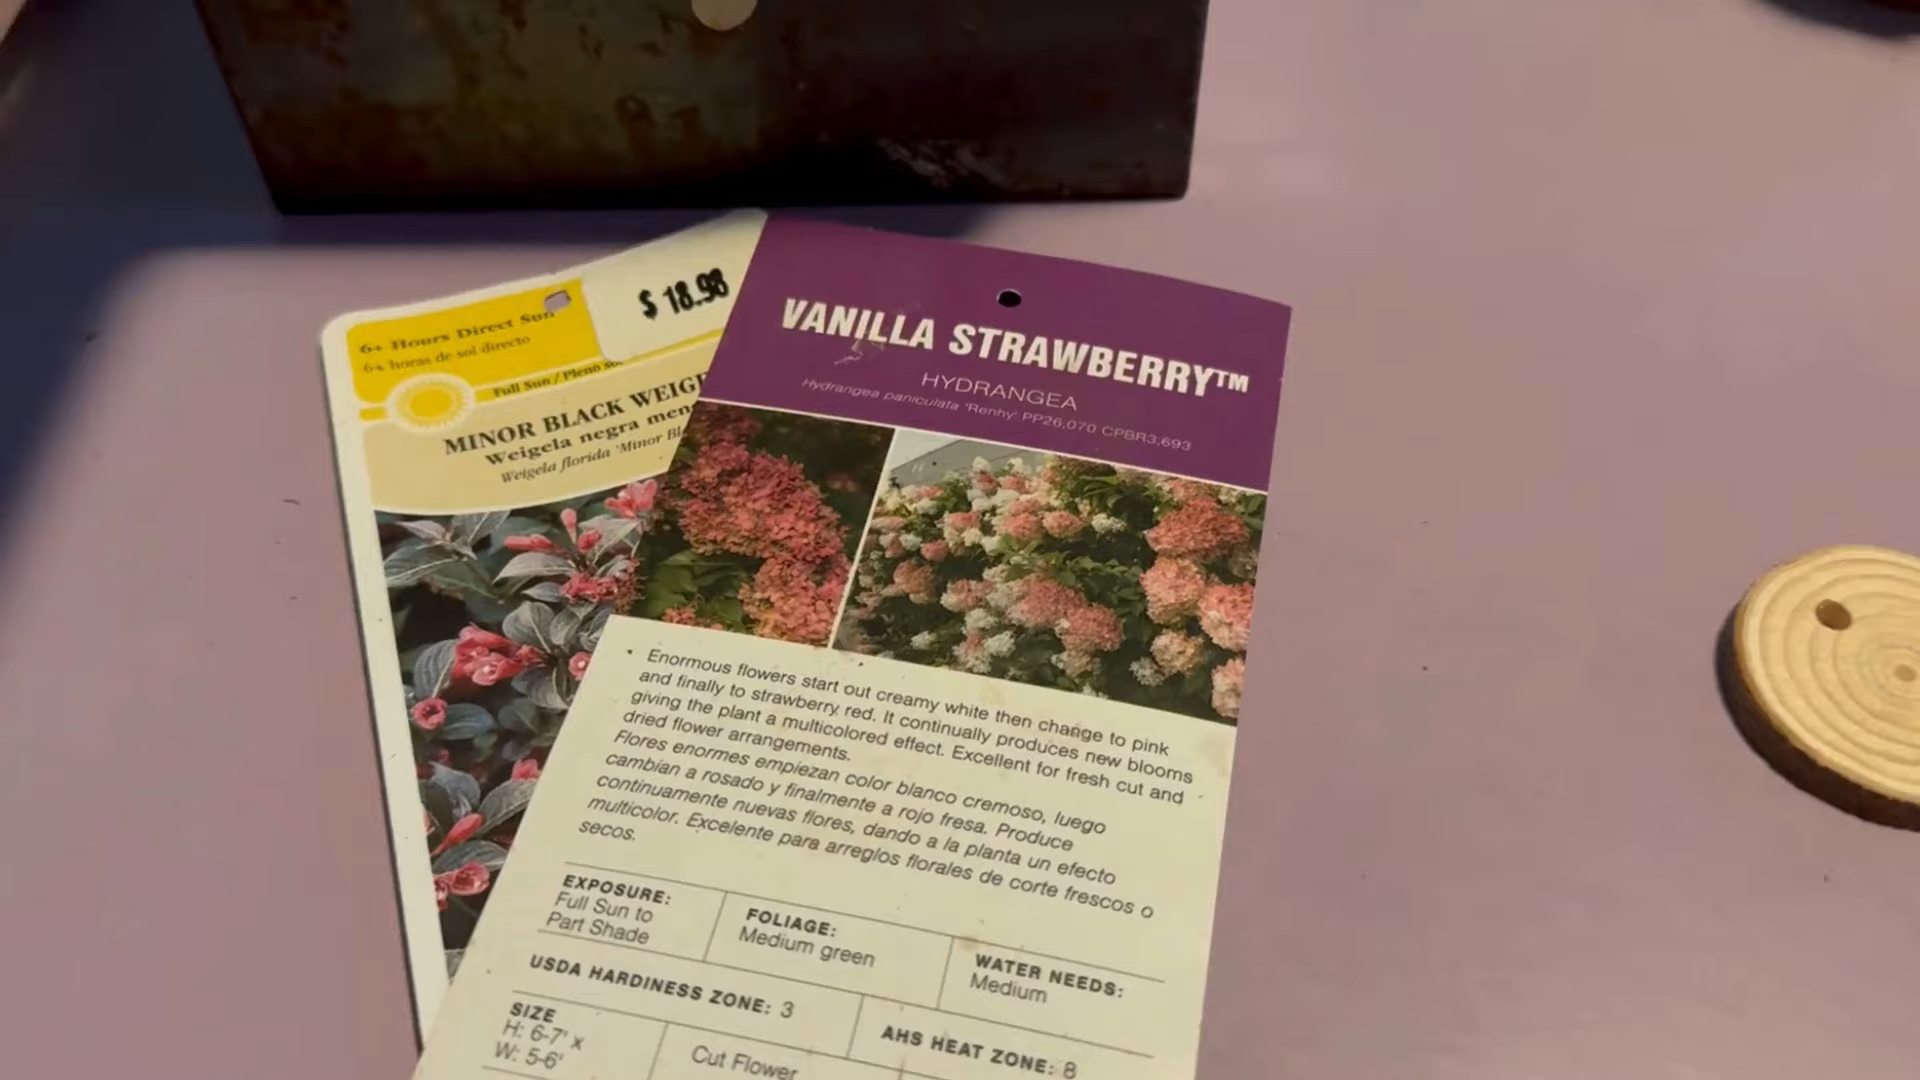 6+ Hours Direct Sun
6+ horas de sol directo
$ 18.98
Full Sun / Pleno
MINOR BLACK
Weigela negra
Weigela florida 'Minor
VANILLA STRAWBERRY™
HYDRANGEA
Hydrangea paniculata 'Renhy' PP26,070 CPBR3,693
Enormous flowers start out creamy white then change to pink
and finally to strawberry red. It continually produces new blooms
giving the plant a multicolored effect. Excellent for fresh cut and
dried flower arrangements.
Flores enormes empiezan color blanco cremoso, luego
cambian a rosado y finalmente a rojo fresa. Produce
continuamente nuevas flores, dando a la planta un efecto
multicolor. Excelente para arreglos florales de corte frescos o
secos.
EXPOSURE:
Full Sun to
Part Shade
FOLIAGE:
Medium green
WATER NEEDS:
Medium
USDA HARDINESS ZONE: 3
AHS HEAT ZONE: 8
SIZE
H: 6-7' x
W: 5-6'
Cut Flower